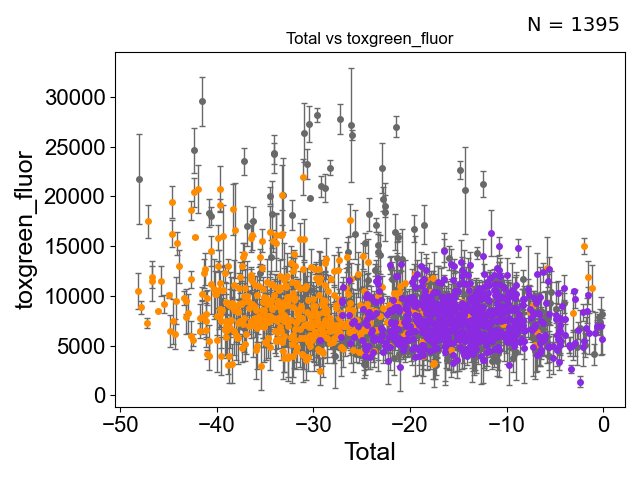 N = 1395
Total vs toxgreen_fluor
toxgreen_fluor
30000
25000
20000
15000
10000
5000
0
−50 −40 −30 −20 −10 0
Total